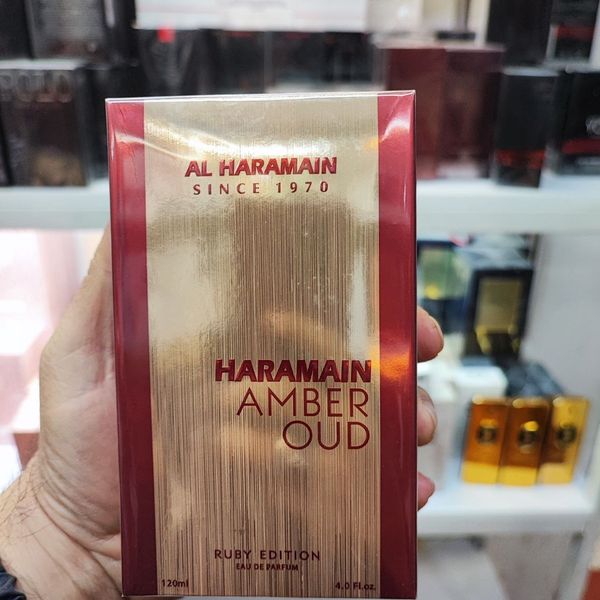 AL HARAMAIN
SINCE 1970
HARAMAIN
AMBER
OUD
RUBY EDITION
EAU DE PARFUM
120ml 4.0 Fl.oz.